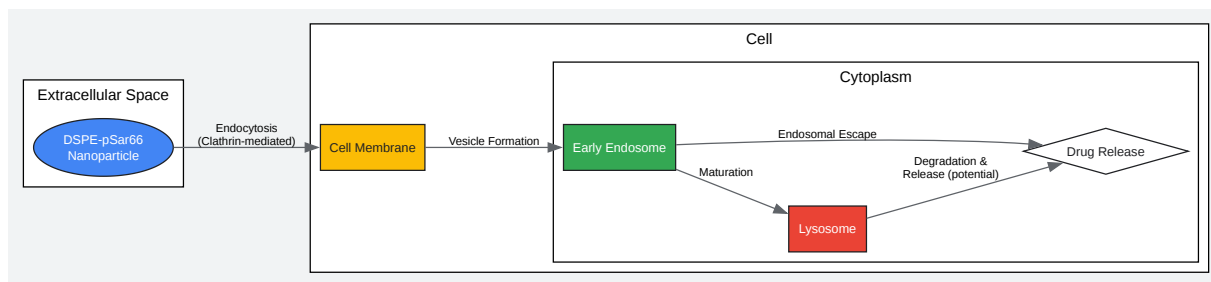 Cell
Cytoplasm
Extracellular Space
DSPE-pSar66
Nanoparticle
Endocytosis
(Clathrin-mediated)
Cell Membrane
Vesicle Formation
Early Endosome
Endosomal Escape
Maturation
Lysosome
Degradation &
Release (potential)
Drug Release